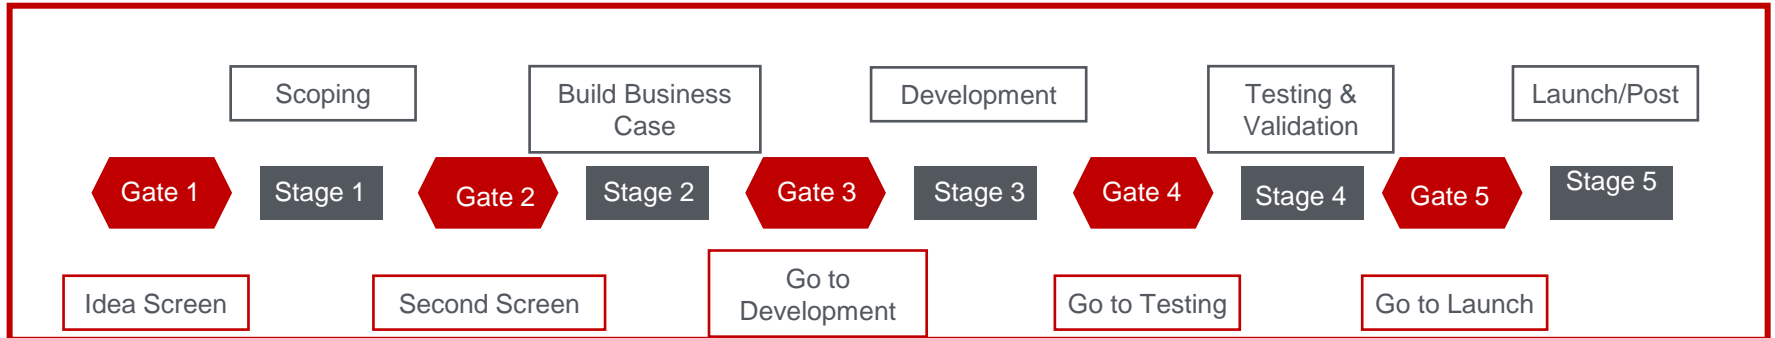 Scoping
Build Business
Case
Development
Testing &
Validation
Launch/Post
Gate 1
Stage 1
Gate 2
Stage 2
Gate 3
Stage 3
Gate 4
Stage 4
Gate 5
Stage 5
Idea Screen
Second Screen
Go to
Development
Go to Testing
Go to Launch